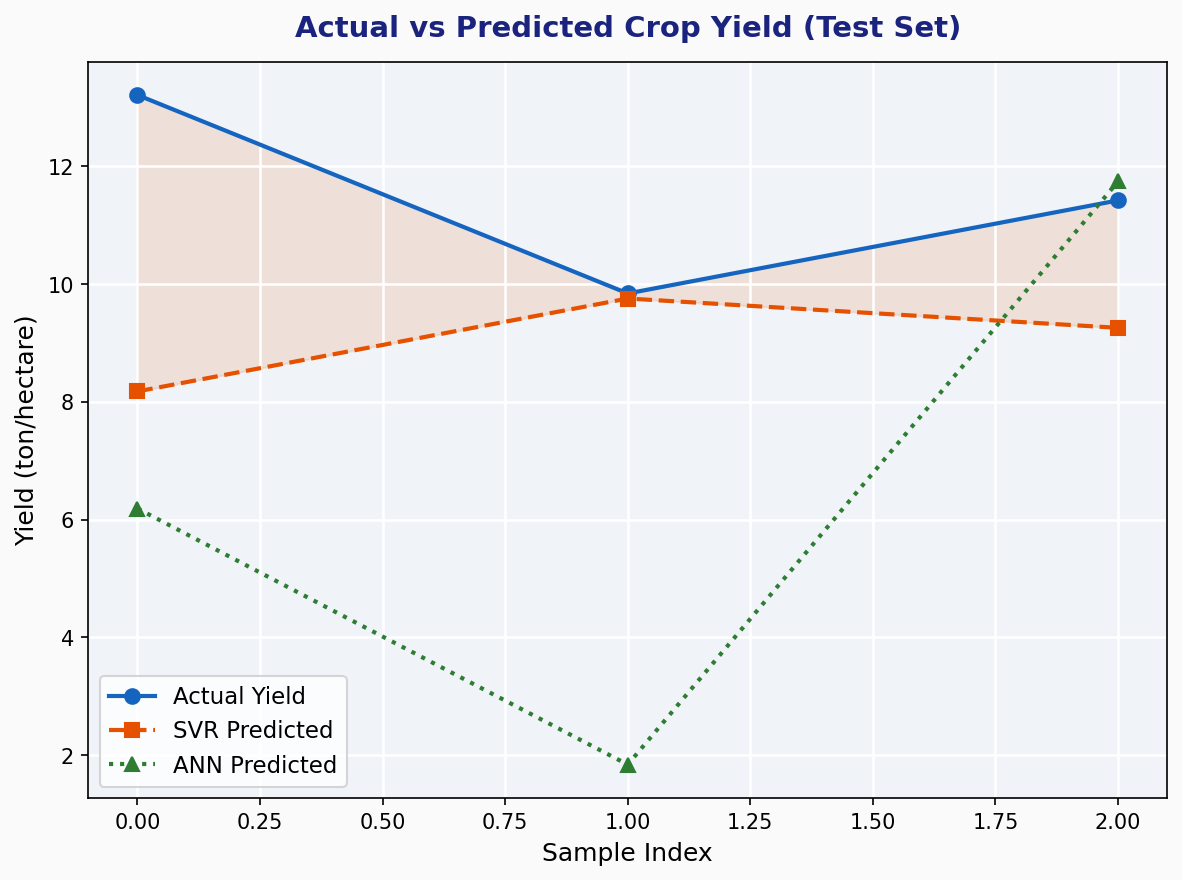 Actual vs Predicted Crop Yield (Test Set)
Yield (ton/hectare)
12
10
8
6
4
2
Actual Yield
SVR Predicted
ANN Predicted
0.00 0.25 0.50 0.75 1.00 1.25 1.50 1.75 2.00
Sample Index